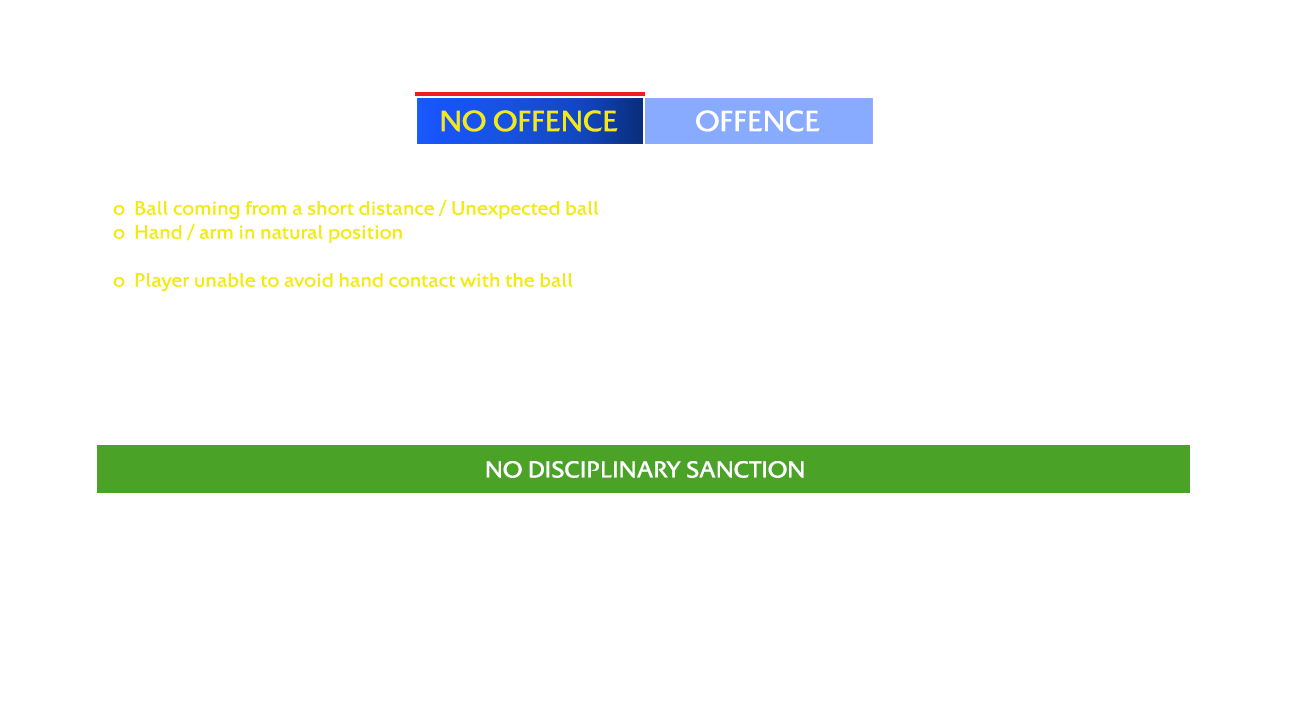 NO OFFENCE OFFENCE
o Ball coming from a short distance / Unexpected ball
o Hand / arm in natural position
o Player unable to avoid hand contact with the ball
NO DISCIPLINARY SANCTION